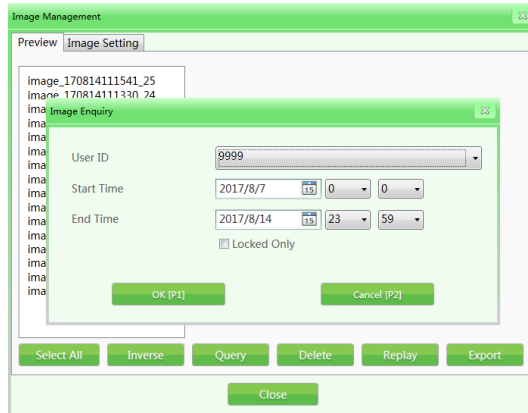 Image Management
Preview Image Setting
image_170814111541_25
image_170814111330_24
ima
Image Enquiry
ima
ima
ima
ima
ima
ima
ima
ima
ima
ima
ima
ima
ima
User ID 9999
Start Time 2017/8/7 15 0 0
End Time 2017/8/14 15 23 59
Locked Only
OK [P1] Cancel [P2]
Select All Inverse Query Delete Replay Export
Close